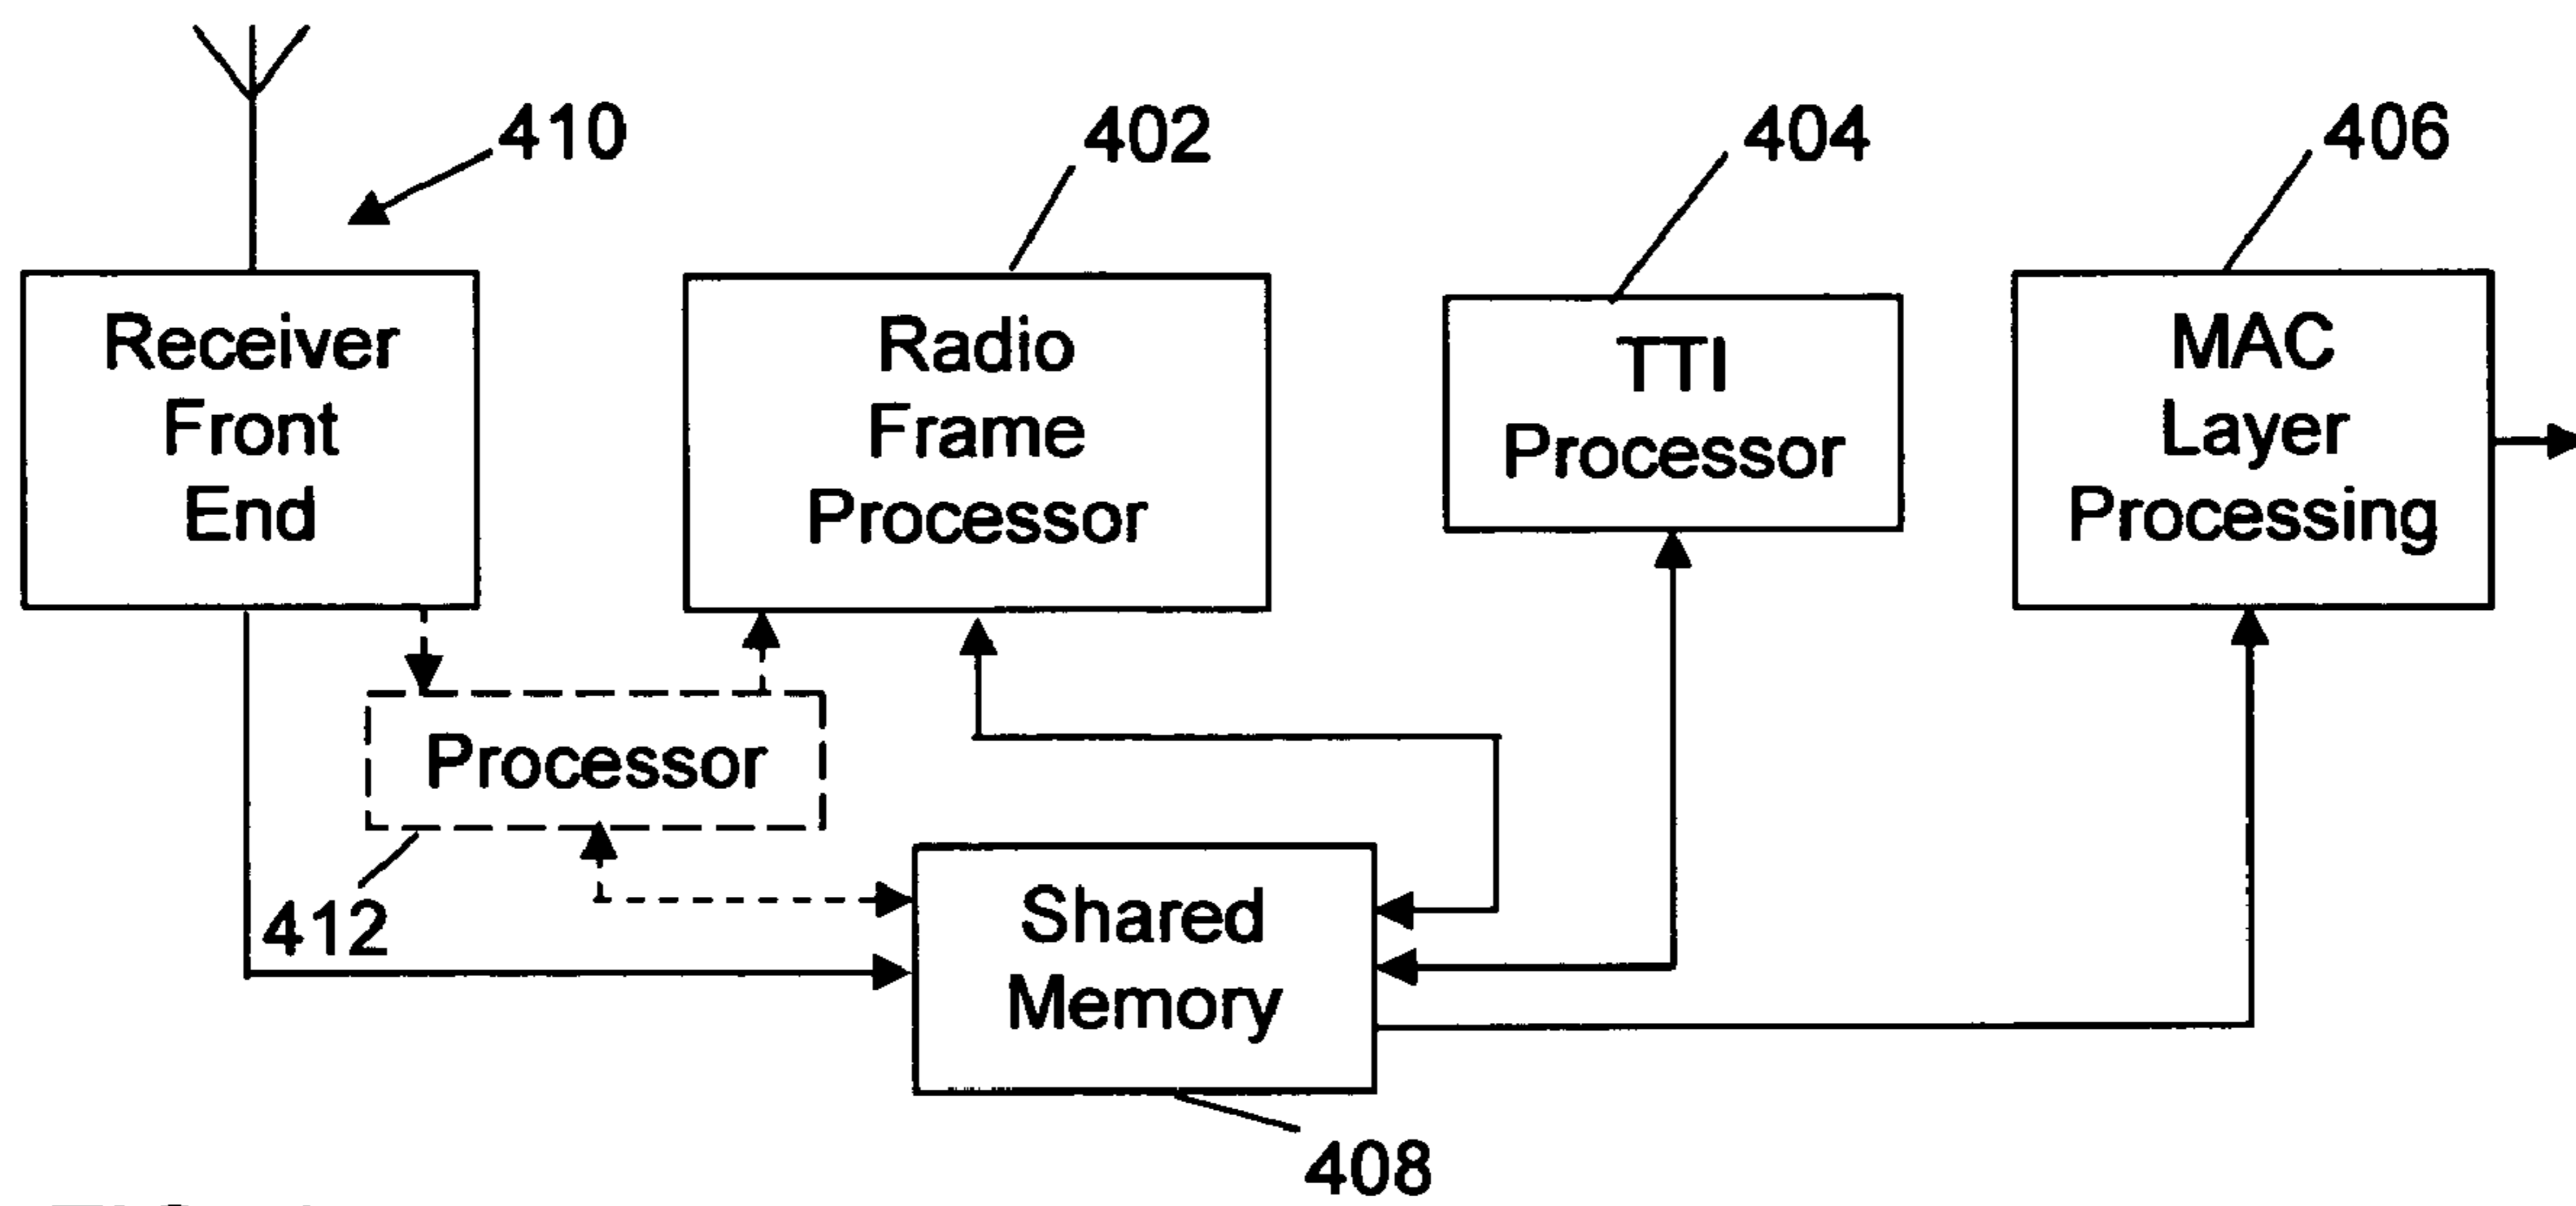 410
402
404
406
Receiver
Front
End
Radio
Frame
Processor
TTI
Processor
MAC
Layer
Processing
Processor
412
Shared
Memory
408